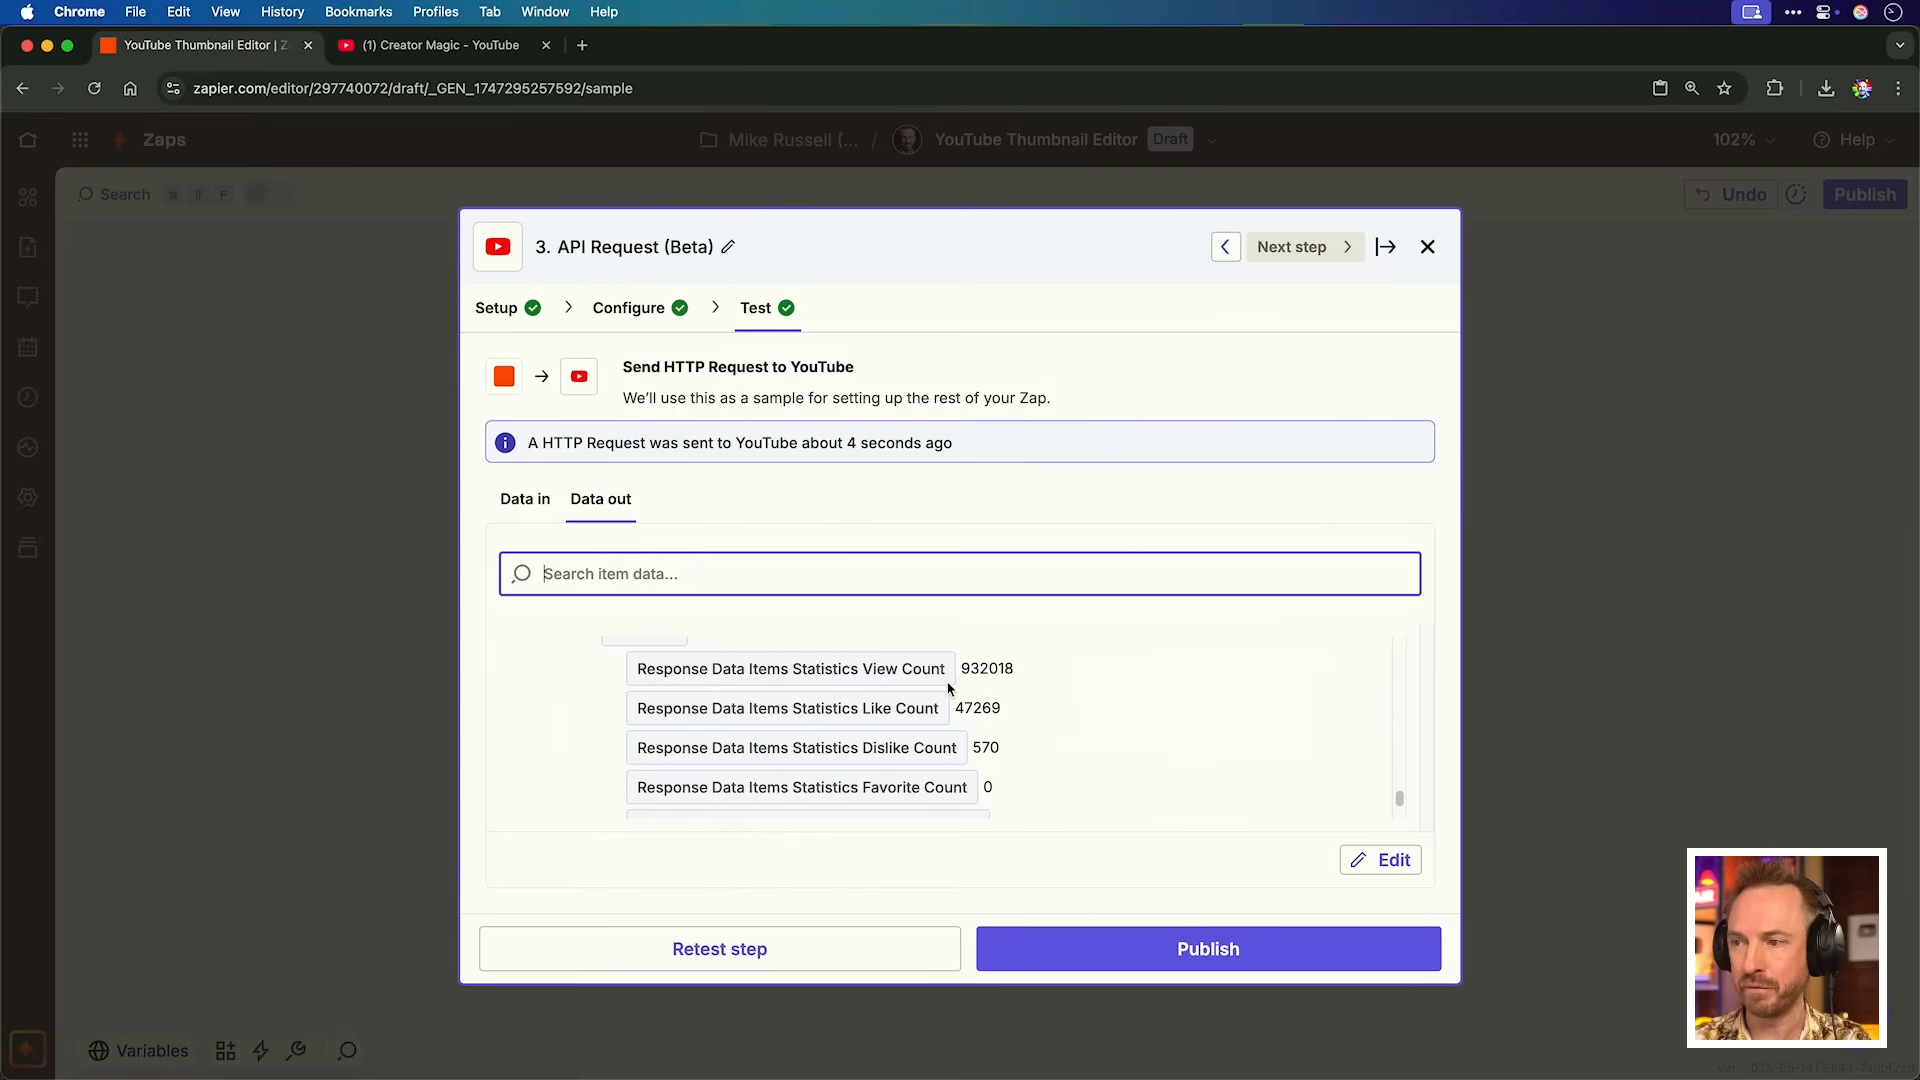 Chrome File Edit View History Bookmarks Profiles Tab Window Help
YouTube Thumbnail Editor | Z
(1) Creator Magic - YouTube
zapier.com/editor/297740072/draft/_GEN_1747295257592/sample
Zaps
Mike Russell (... / YouTube Thumbnail Editor Draft
102%
Help
Search ⌘ ⇧ F
Undo
Publish
3. API Request (Beta)
Next step
Setup
Configure
Test
Send HTTP Request to YouTube
We'll use this as a sample for setting up the rest of your Zap.
A HTTP Request was sent to YouTube about 4 seconds ago
Data in
Data out
Search item data...
Response Data Items Statistics View Count 932018
Response Data Items Statistics Like Count 47269
Response Data Items Statistics Dislike Count 570
Response Data Items Statistics Favorite Count 0
Edit
Retest step
Publish
Variables